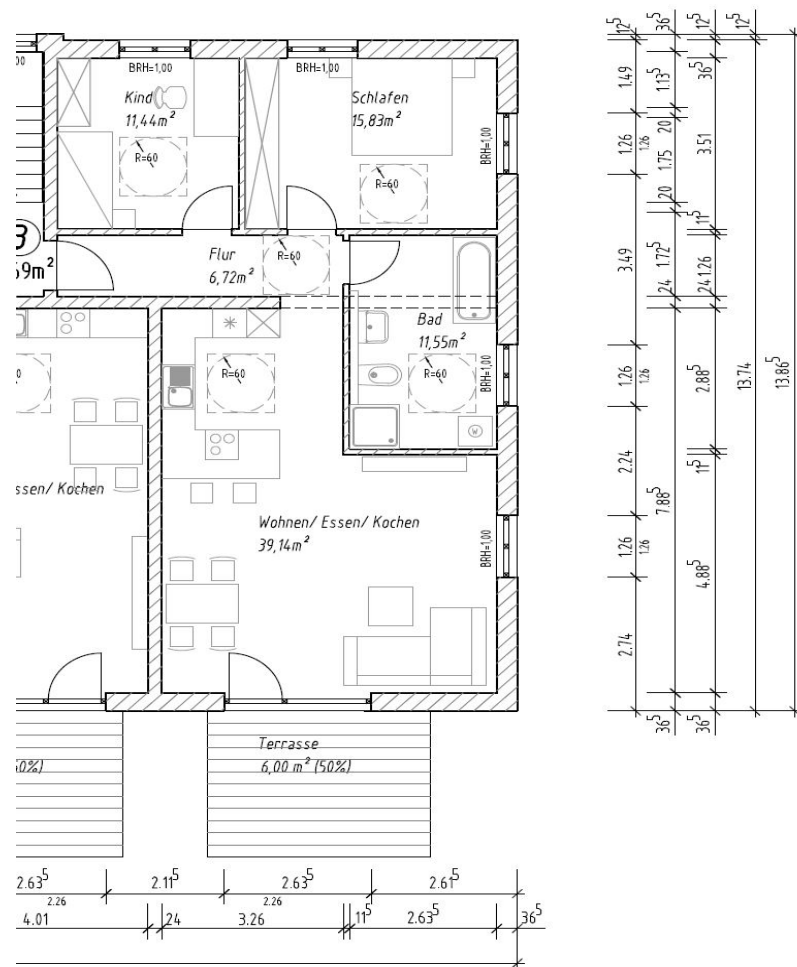 BRH=1,00
BRH=1,00
Kind
11,44m²
Schlafen
15,83m²
BRH=1,00
R=60
R=60
Flur
6,72m²
R=60
69m²
Bad
11,55m²
BRH=1,00
R=60
R=60
ssen/ Kochen
Wohnen/ Essen/ Kochen
39,14m²
BRH=1,00
W
Terrasse
6,00 m² (50%)
50%)
2.63⁵
2.11⁵
2.63⁵
2.61⁵
2.26
2.26
4.01
24
3.26
11⁵
2.63⁵
36⁵
12⁵
36⁵
12⁵
12⁵
1.49
1.26
1.26
3.49
1.26
1.26
2.24
1.26
1.26
2.74
1.13⁵
20
1.75
20
1.72⁵
24
7.88⁵
36⁵
36⁵
3.51
11⁵
1.26
24
2.88⁵
11⁵
4.88⁵
36⁵
13.74
13.86⁵